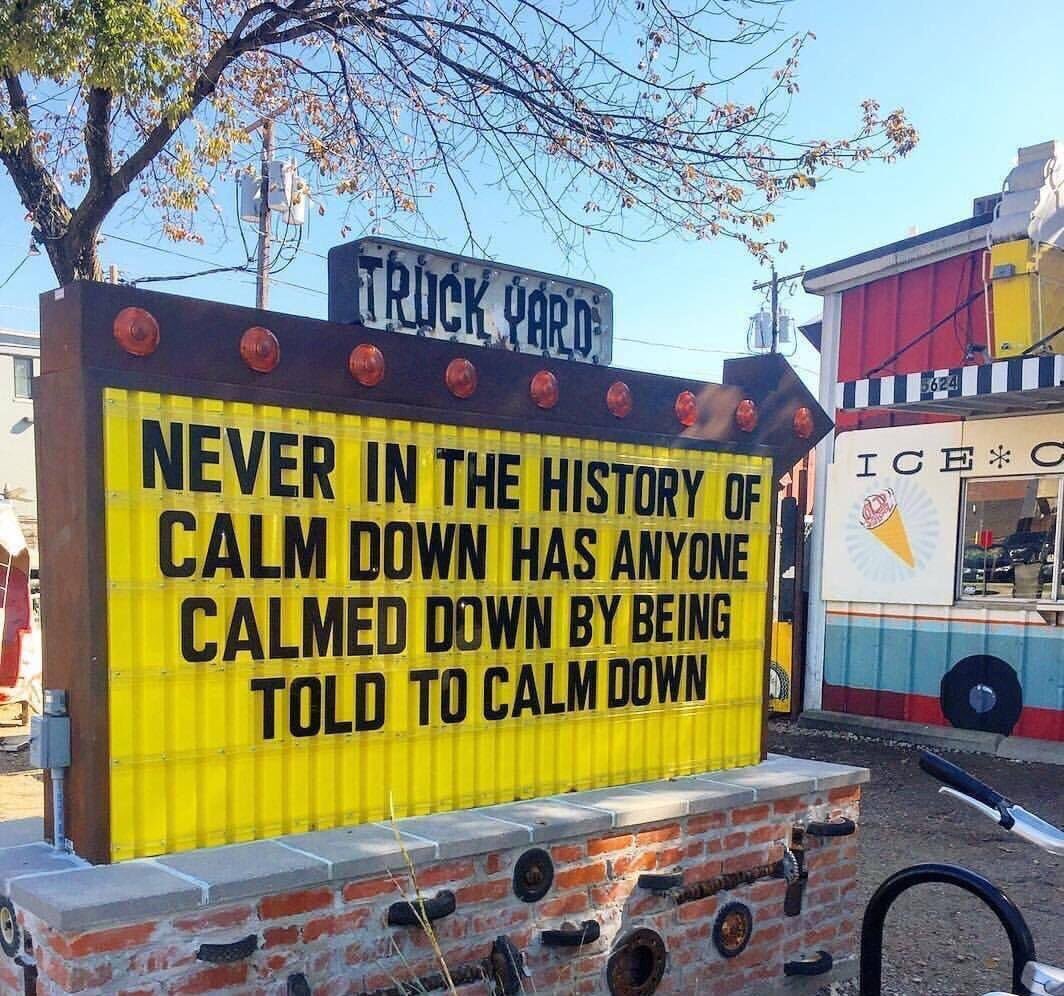 TRUCK YARD
NEVER IN THE HISTORY OF
CALM DOWN HAS ANYONE
CALMED DOWN BY BEING
TOLD TO CALM DOWN
5624
ICE * C